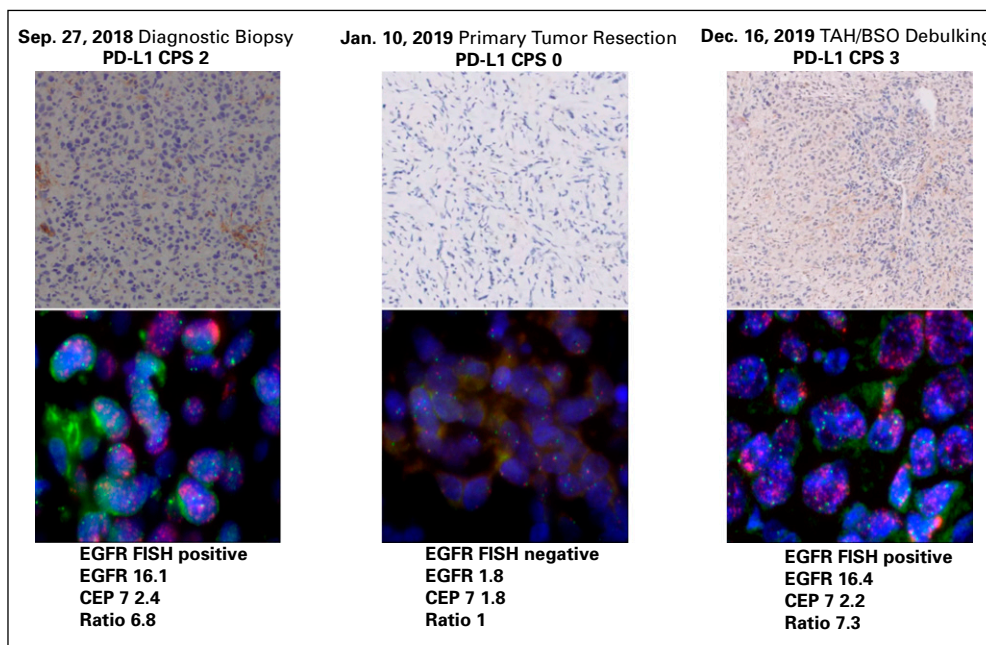 Sep. 27, 2018 Diagnostic Biopsy
PD-L1 CPS 2
Jan. 10, 2019 Primary Tumor Resection
PD-L1 CPS 0
Dec. 16, 2019 TAH/BSO Debulking
PD-L1 CPS 3
EGFR FISH positive
EGFR 16.1
CEP 7 2.4
Ratio 6.8
EGFR FISH negative
EGFR 1.8
CEP 7 1.8
Ratio 1
EGFR FISH positive
EGFR 16.4
CEP 7 2.2
Ratio 7.3